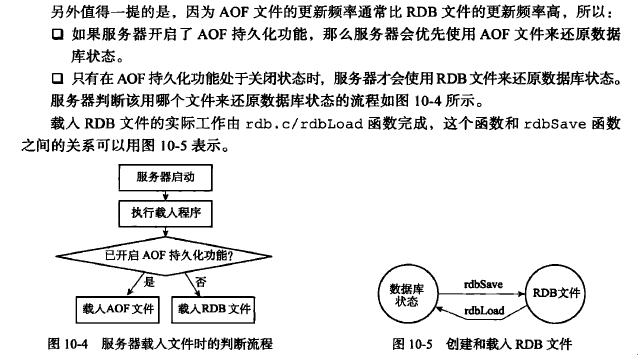 另外值得一提的是，因为 AOF 文件的更新频率通常比 RDB 文件的更新频率高，所以：
❑ 如果服务器开启了 AOF 持久化功能，那么服务器会优先使用 AOF 文件来还原数据
库状态。
❑ 只有在 AOF 持久化功能处于关闭状态时，服务器才会使用 RDB 文件来还原数据库状态。
服务器判断该用哪个文件来还原数据库状态的流程如图 10-4 所示。
载入 RDB 文件的实际工作由 rdb.c/rdbLoad 函数完成，这个函数和 rdbSave 函数
之间的关系可以用图 10-5 表示。
服务器启动
执行载入程序
已开启 AOF 持久化功能？
是
否
载入AOF 文件
载入RDB 文件
图 10-4 服务器载入文件时的判断流程
数据库
状态
rdbSave
rdbLoad
RDB文件
图 10-5 创建和载入 RDB 文件